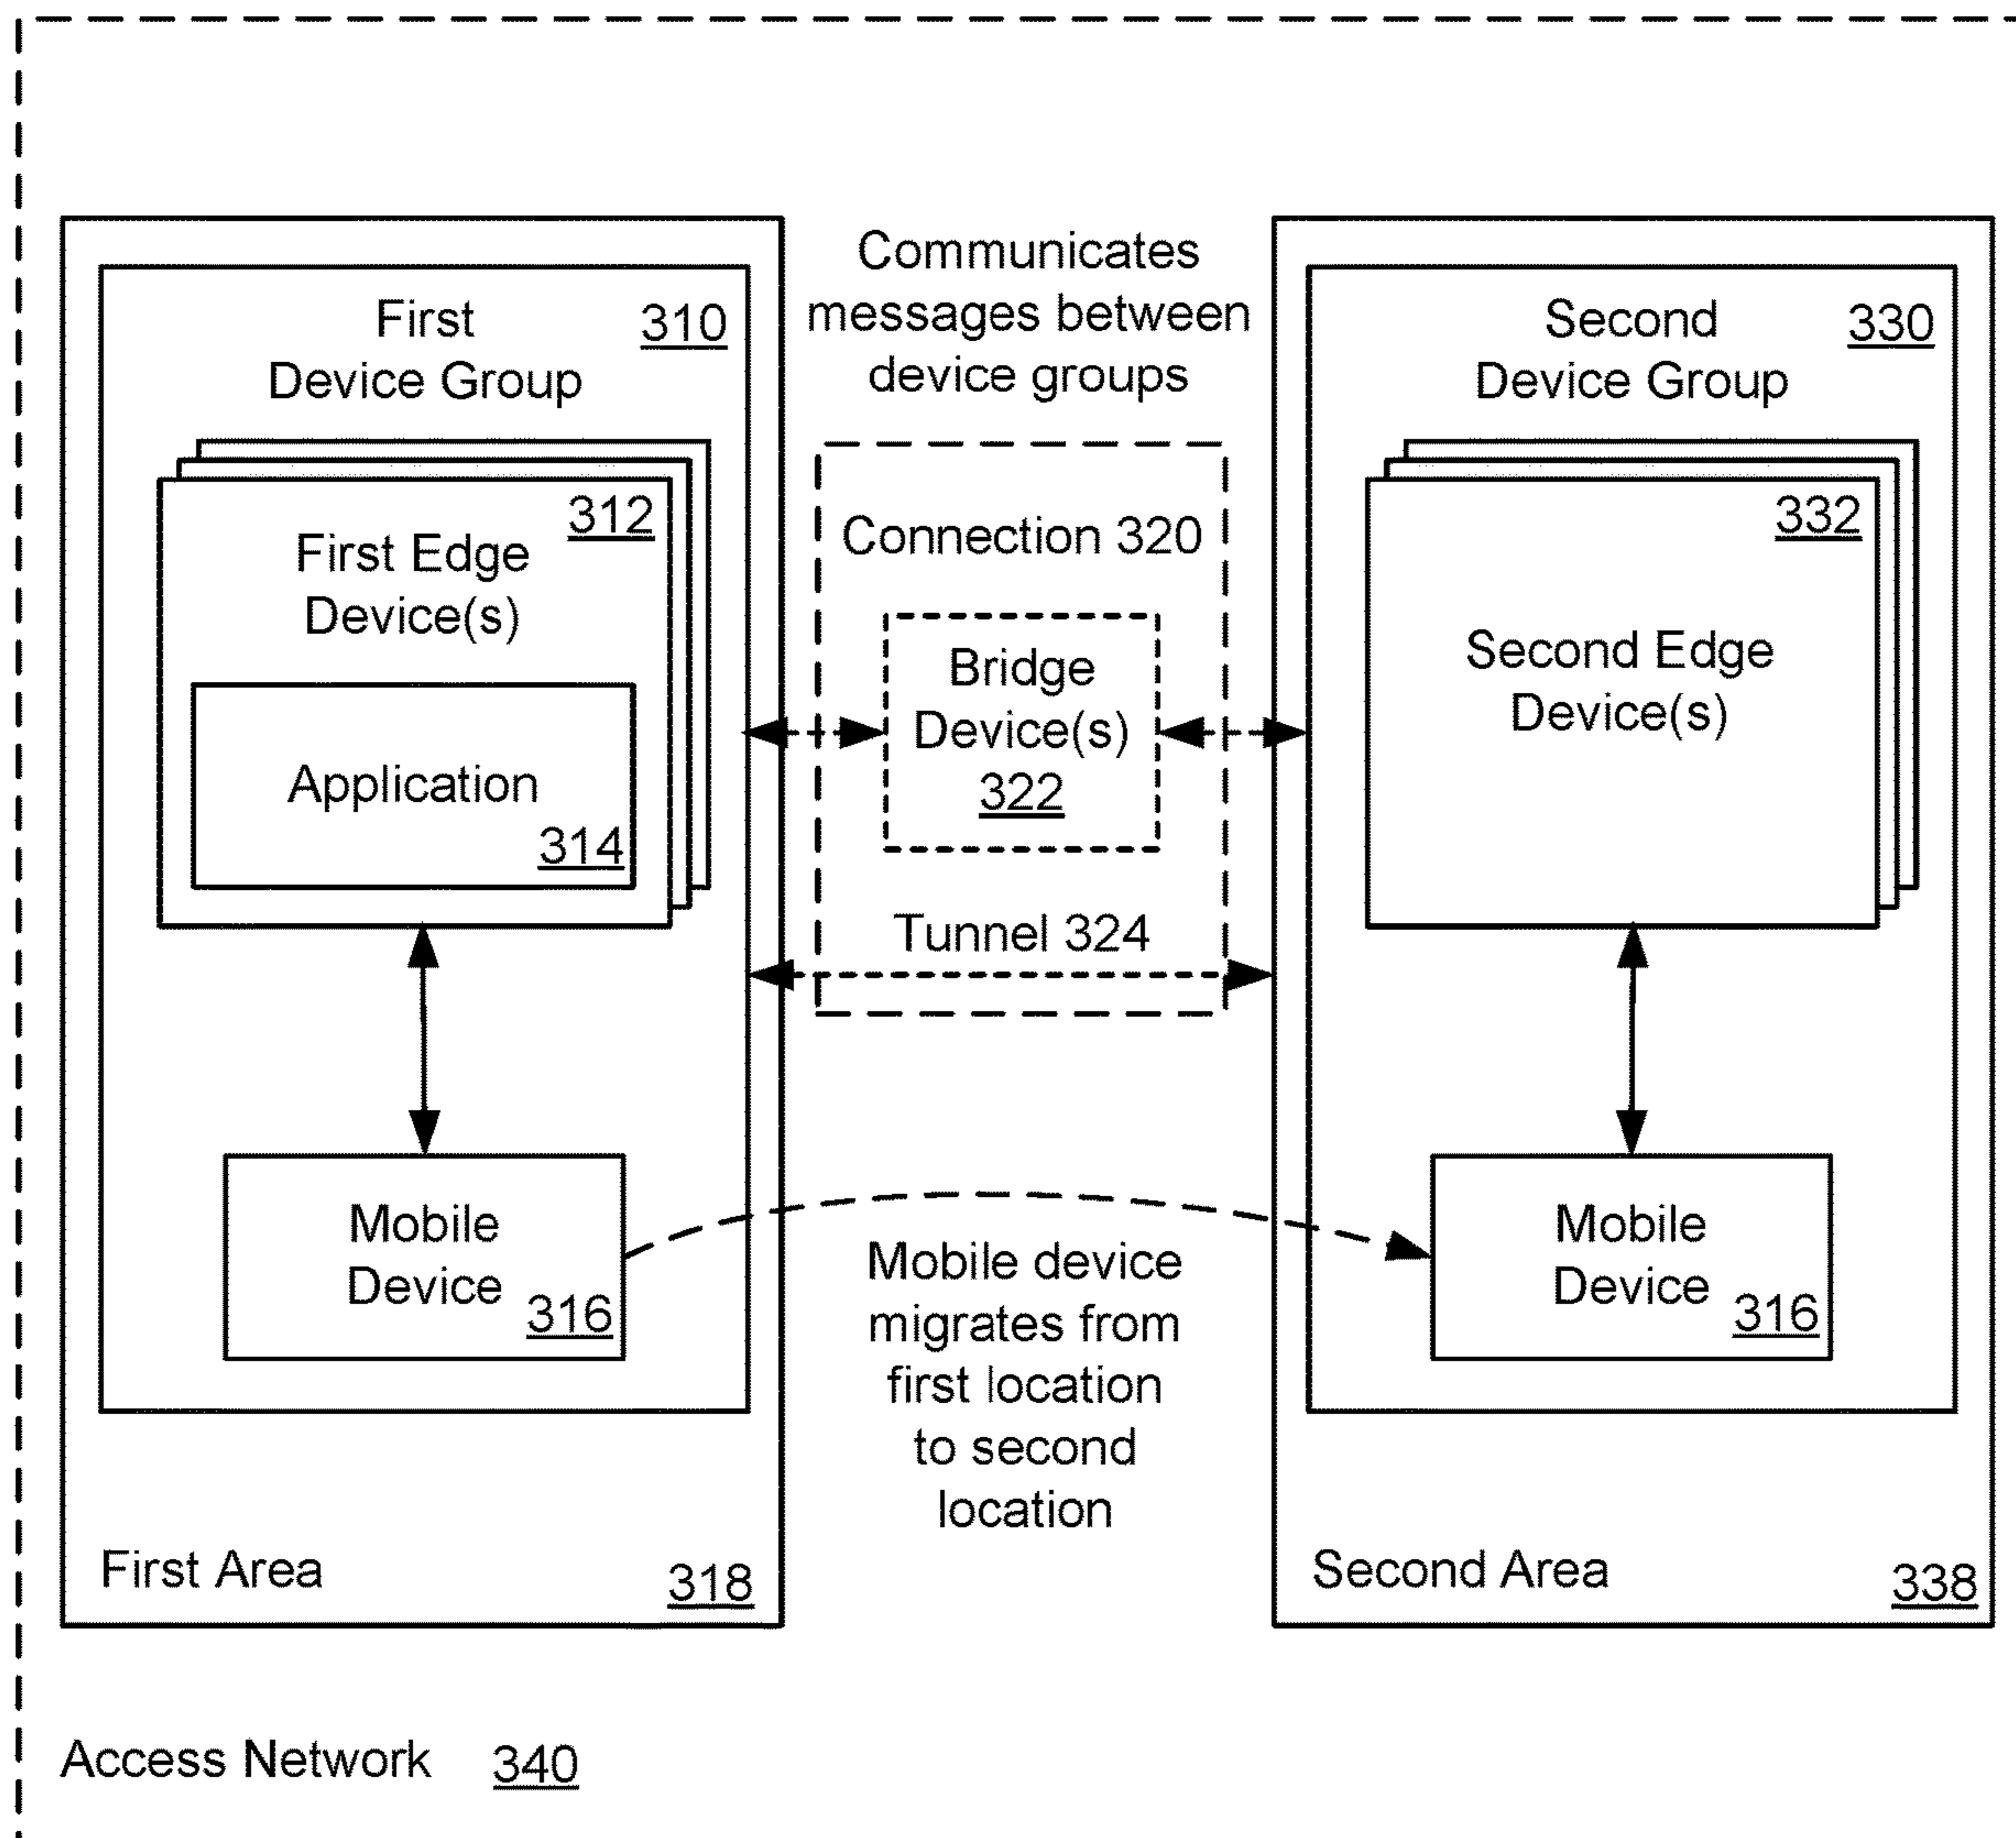 First
Device Group
310
312
First Edge
Device(s)
Application
314
Mobile
Device
316
First Area
318
Communicates
messages between
device groups
Connection 320
Bridge
Device(s)
322
Tunnel 324
Mobile device
migrates from
first location
to second
location
Second
Device Group
330
332
Second Edge
Device(s)
Mobile
Device
316
Second Area
338
Access Network 340